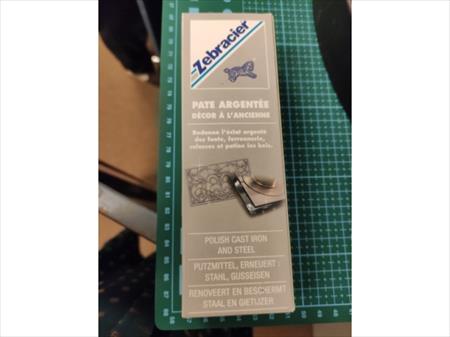 Zebracier
PATE ARGENTÉE
DÉCOR À L'ANCIENNE
Redonne l'éclat argenté
des fonte, ferronnerie,
cuivres et patine les bois.
POLISH CAST IRON
AND STEEL
PUTZMITTEL, ERNEUERT :
STAHL, GUSSEISEN
RENOVEERT EN BESCHERMT
STAAL EN GIETIJZER